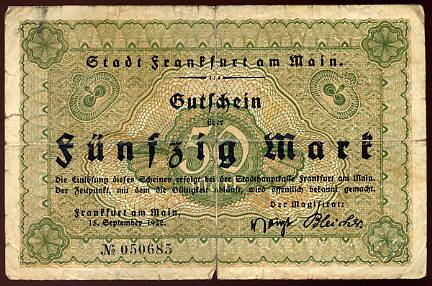 Stadt Frankfurt am Main.
Gutschein
über
Fünfzig Mark
50
Die Einlösung dieses Scheines erfolgt bei der Stadthauptkasse Frankfurt am Main.
Der Zeitpunkt, mit dem die Gültigkeit abläuft, wird öffentlich bekannt gemacht.
Frankfurt am Main,
15. September 1922.
Der Magistrat:
№ 050685